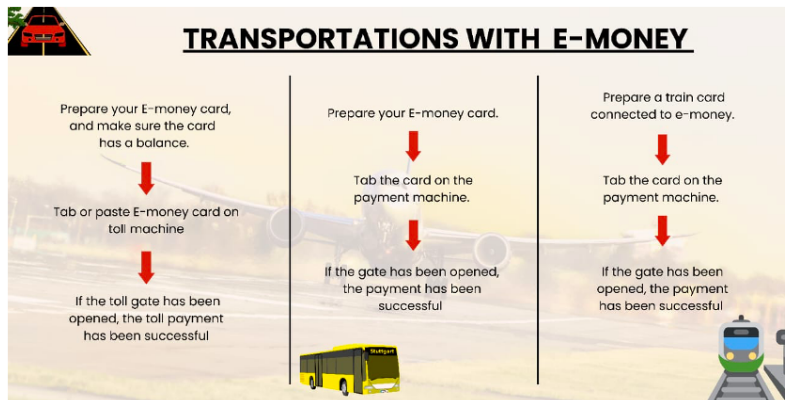 TRANSPORTATIONS WITH E-MONEY
Prepare your E-money card,
and make sure the card
has a balance.
Tab or paste E-money card on
toll machine
If the toll gate has been
opened, the toll payment
has been successful
Prepare your E-money card.
Tab the card on the
payment machine.
If the gate has been opened,
the payment has been
successful
Stuttgart
Prepare a train card
connected to e-money.
Tab the card on the
payment machine.
If the gate has been
opened, the payment
has been successful